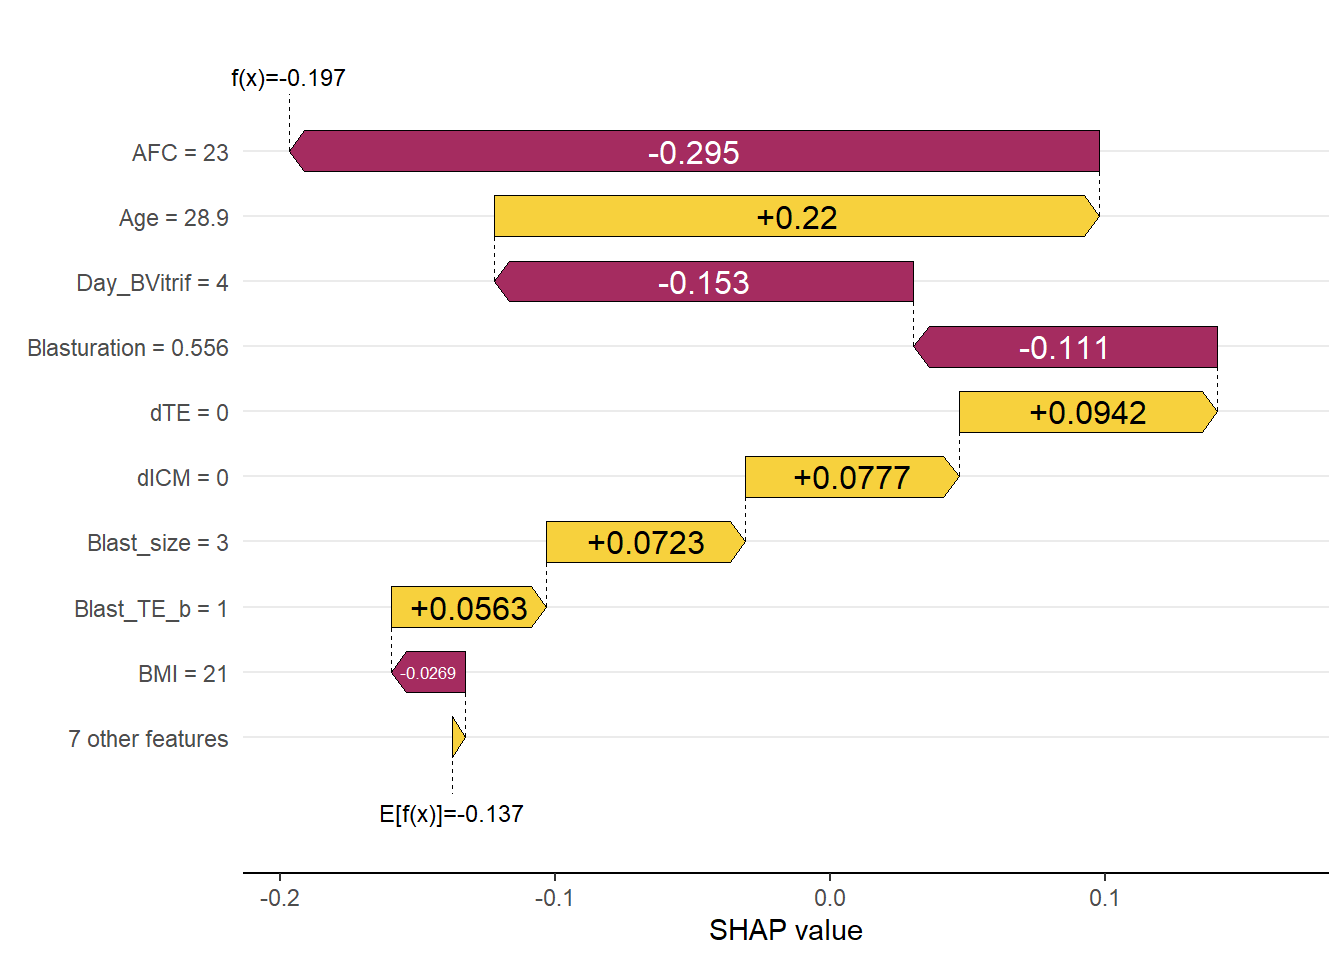 f(x)=-0.197
AFC = 23
-0.295
Age = 28.9
+0.22
Day_BVitrif = 4
-0.153
Blasturation = 0.556
-0.111
dTE = 0
+0.0942
dICM = 0
+0.0777
Blast_size = 3
+0.0723
Blast_TE_b = 1
+0.0563
BMI = 21
-0.0269
7 other features
E[f(x)]=-0.137
-0.2
-0.1
0.0
0.1
SHAP value